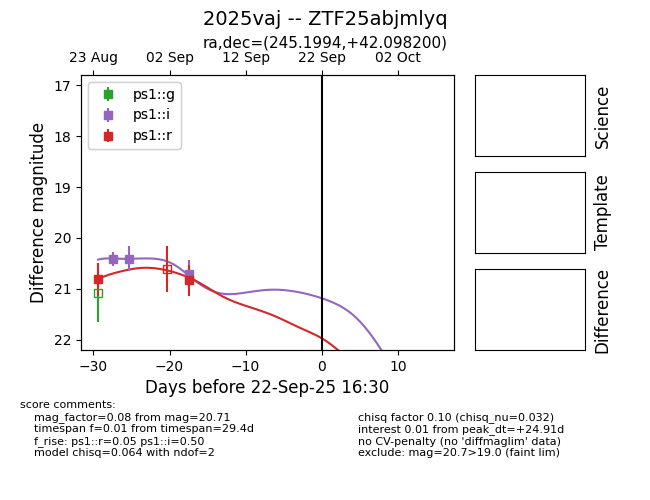 2025vaj -- ZTF25abjmlyq
ra,dec=(245.1994,+42.098200)
23 Aug 02 Sep 12 Sep 22 Sep 02 Oct
17
18
19
20
21
22
Difference magnitude
ps1::g
ps1::i
ps1::r
−30 −20 −10 0 10
Days before 22-Sep-25 16:30
Science
Template
Difference
score comments:
mag_factor=0.08 from mag=20.71
timespan f=0.01 from timespan=29.4d
f_rise: ps1::r=0.05 ps1::i=0.50
model chisq=0.064 with ndof=2
chisq factor 0.10 (chisq_nu=0.032)
interest 0.01 from peak_dt=+24.91d
no CV-penalty (no 'diffmaglim' data)
exclude: mag=20.7>19.0 (faint lim)